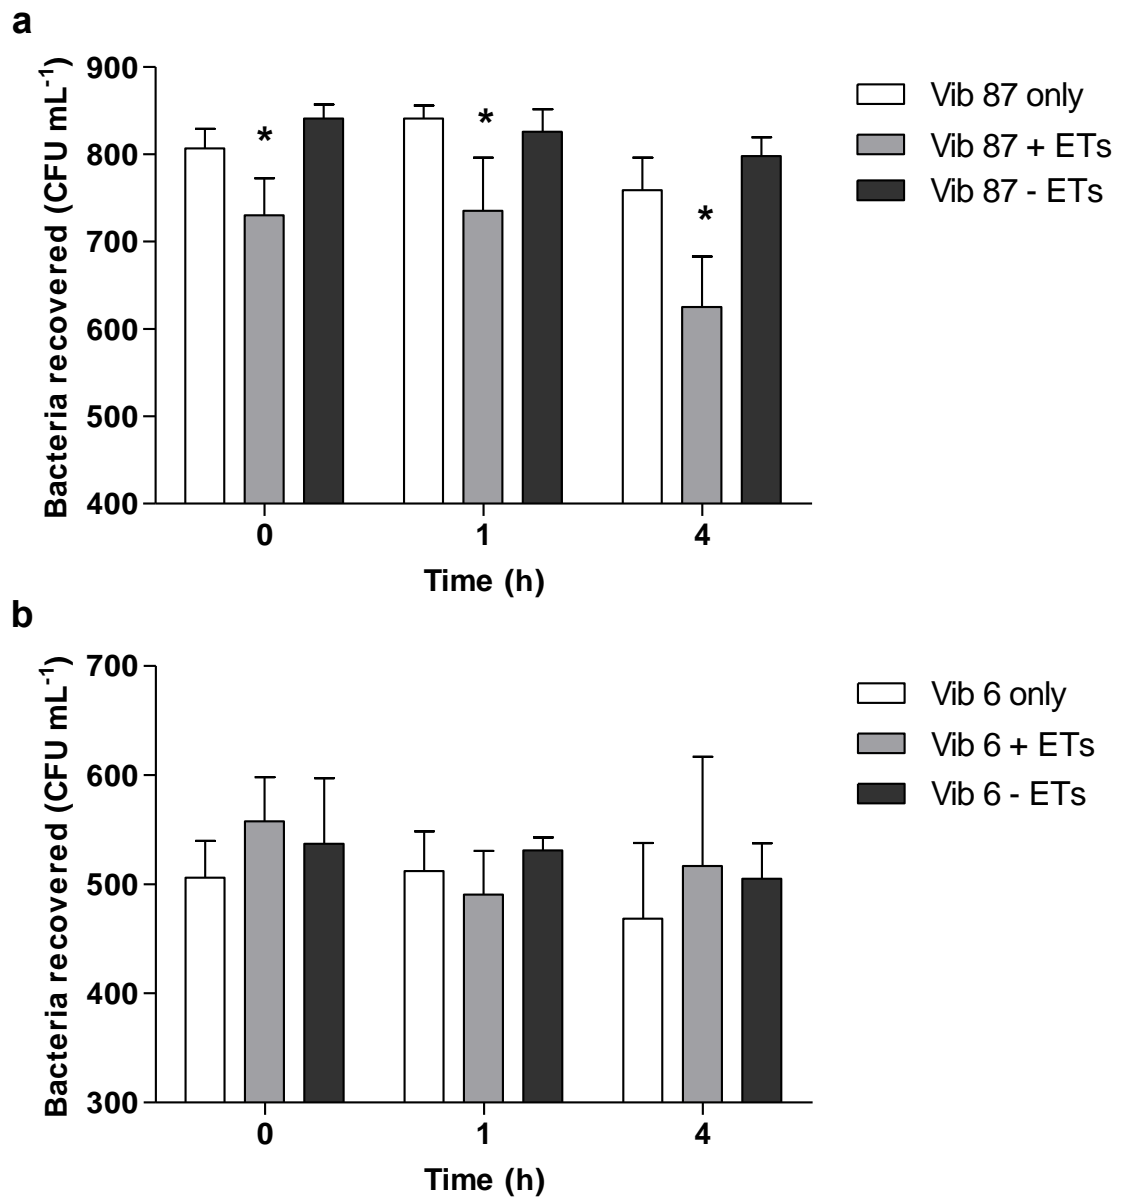 a
Bacteria recovered (CFU mL-1)
900
800
700
600
500
400
*
*
*
0 1 4
Time (h)
Vib 87 only
Vib 87 + ETs
Vib 87 - ETs
b
Bacteria recovered (CFU mL-1)
700
600
500
400
300
0 1 4
Time (h)
Vib 6 only
Vib 6 + ETs
Vib 6 - ETs